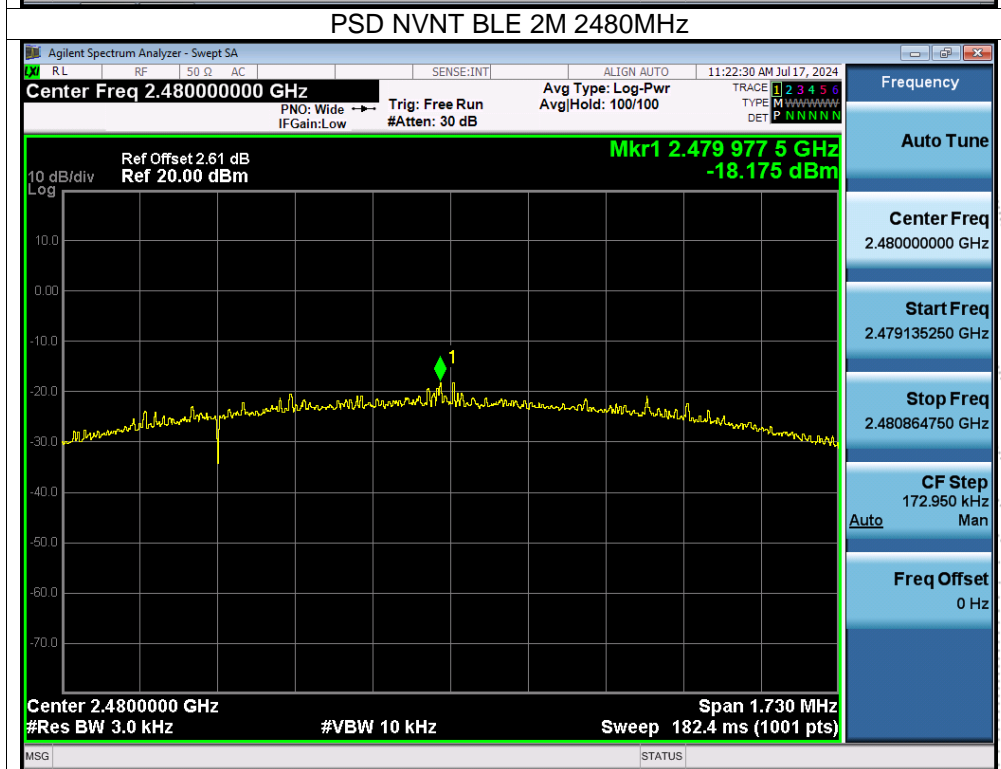 PSD NVNT BLE 2M 2480MHz
Agilent Spectrum Analyzer - Swept SA
LXI RL RF 50 Ω AC SENSE:INT ALIGN AUTO 11:22:30 AM Jul 17, 2024
Center Freq 2.480000000 GHz
PNO: Wide
IFGain:Low
Trig: Free Run
#Atten: 30 dB
Avg Type: Log-Pwr
Avg|Hold: 100/100
TRACE 1 2 3 4 5 6
TYPE M WWWWW
DET P N N N N N
Frequency
Auto Tune
Center Freq
2.480000000 GHz
Start Freq
2.479135250 GHz
Stop Freq
2.480864750 GHz
CF Step
172.950 kHz
Auto Man
Freq Offset
0 Hz
Mkr1 2.479 977 5 GHz
-18.175 dBm
Ref Offset 2.61 dB
10 dB/div Ref 20.00 dBm
Log
10.0
0.00
-10.0
1
-20.0
-30.0
-40.0
-50.0
-60.0
-70.0
Center 2.4800000 GHz Span 1.730 MHz
#Res BW 3.0 kHz #VBW 10 kHz Sweep 182.4 ms (1001 pts)
MSG STATUS